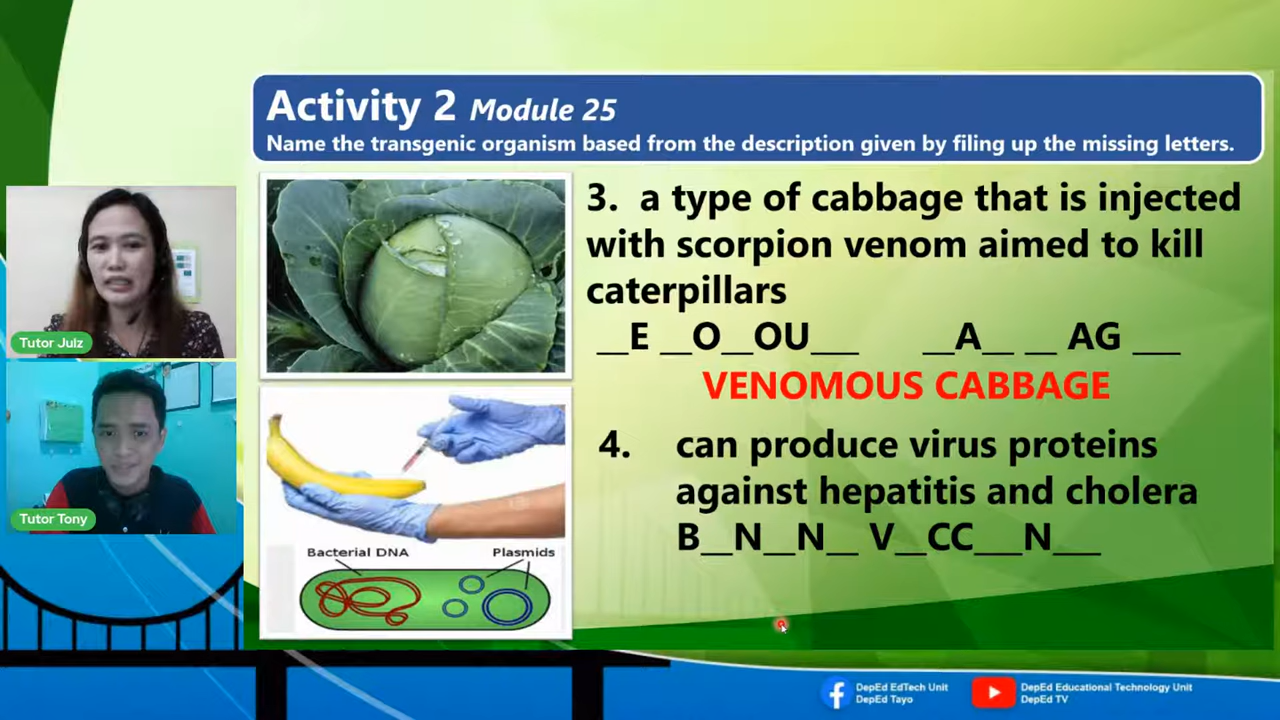 Activity 2 Module 25
Name the transgenic organism based from the description given by filing up the missing letters.
3. a type of cabbage that is injected
with scorpion venom aimed to kill
caterpillars
__E __O__OU___ __A__ __ AG ___
VENOMOUS CABBAGE
4. can produce virus proteins
against hepatitis and cholera
B__N__N__ V__CC___N___
Bacterial DNA
Plasmids
Tutor Julz
Tutor Tony
DepEd EdTech Unit
DepEd Tayo
DepEd Educational Technology Unit
DepEd TV